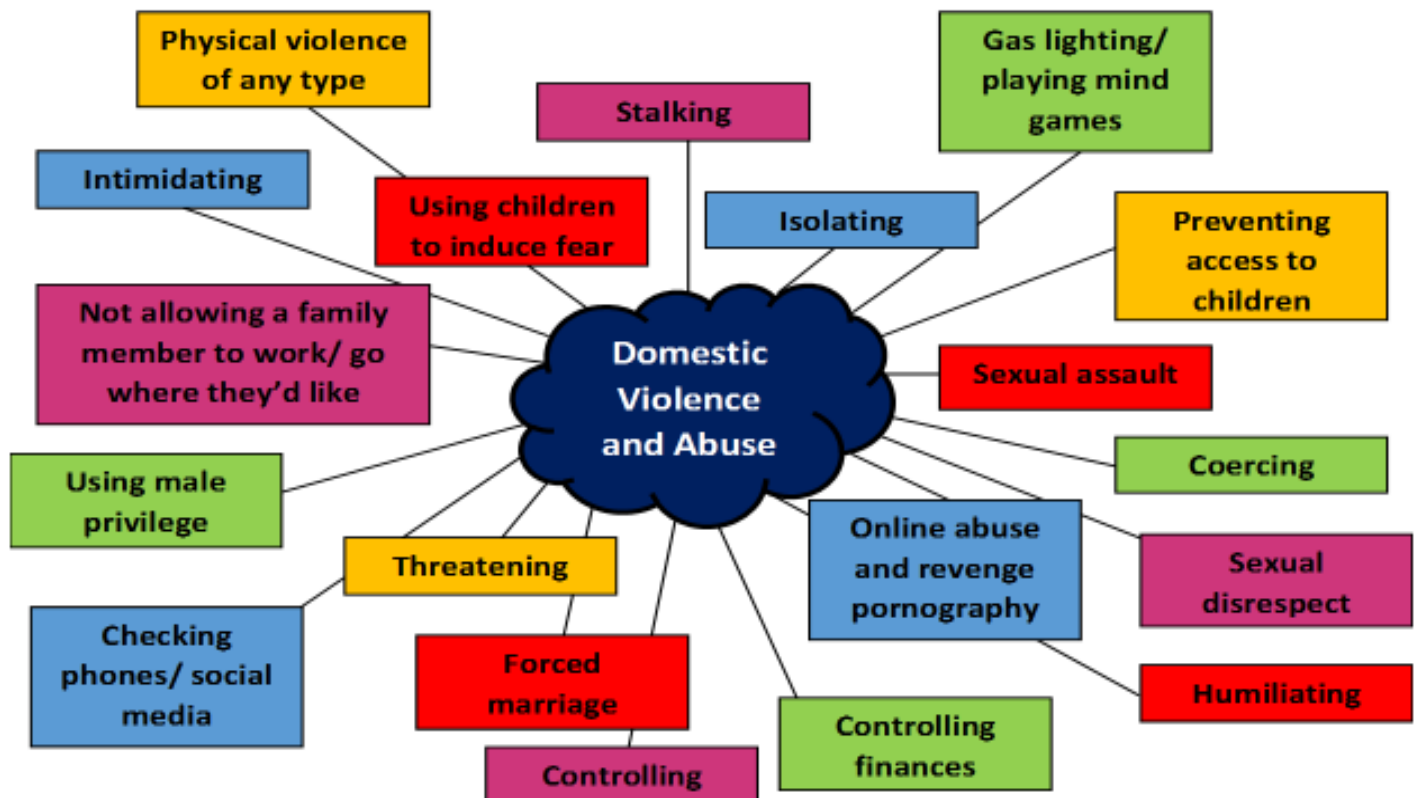 Physical violence
of any type
Stalking
Gas lighting/
playing mind
games
Intimidating
Using children
to induce fear
Isolating
Preventing
access to
children
Not allowing a family
member to work/ go
where they'd like
Domestic
Violence
and Abuse
Sexual assault
Using male
privilege
Coercing
Threatening
Online abuse
and revenge
pornography
Sexual
disrespect
Checking
phones/ social
media
Forced
marriage
Humiliating
Controlling
finances
Controlling